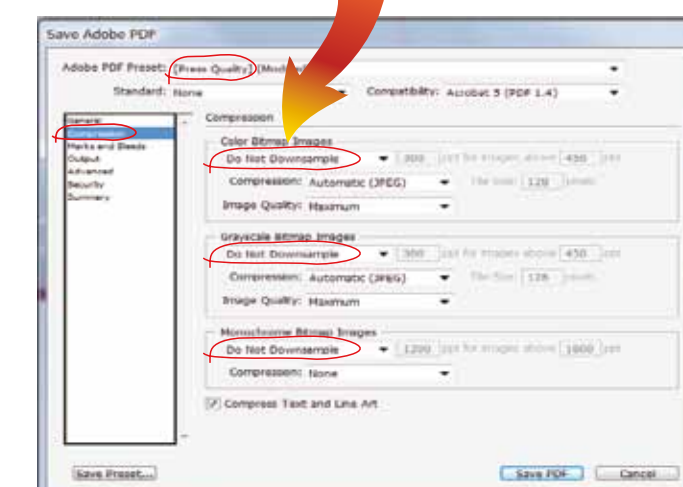 Save Adobe PDF
Adobe PDF Preset: [Press Quality]
Standard: None Compatibility: Acrobat 5 (PDF 1.4)
General
Compression
Marks and Bleeds
Output
Advanced
Security
Summary
Compression
Color Bitmap Images
Do Not Downsample 300 ppi for images above 450 ppi
Compression: Automatic (JPEG) Tile Size: 128 pixels
Image Quality: Maximum
Grayscale Bitmap Images
Do Not Downsample 300 ppi for images above 450 ppi
Compression: Automatic (JPEG) Tile Size: 128 pixels
Image Quality: Maximum
Monochrome Bitmap Images
Do Not Downsample 1200 ppi for images above 1800 ppi
Compression: None
Compress Text and Line Art
Save Preset... Save PDF Cancel